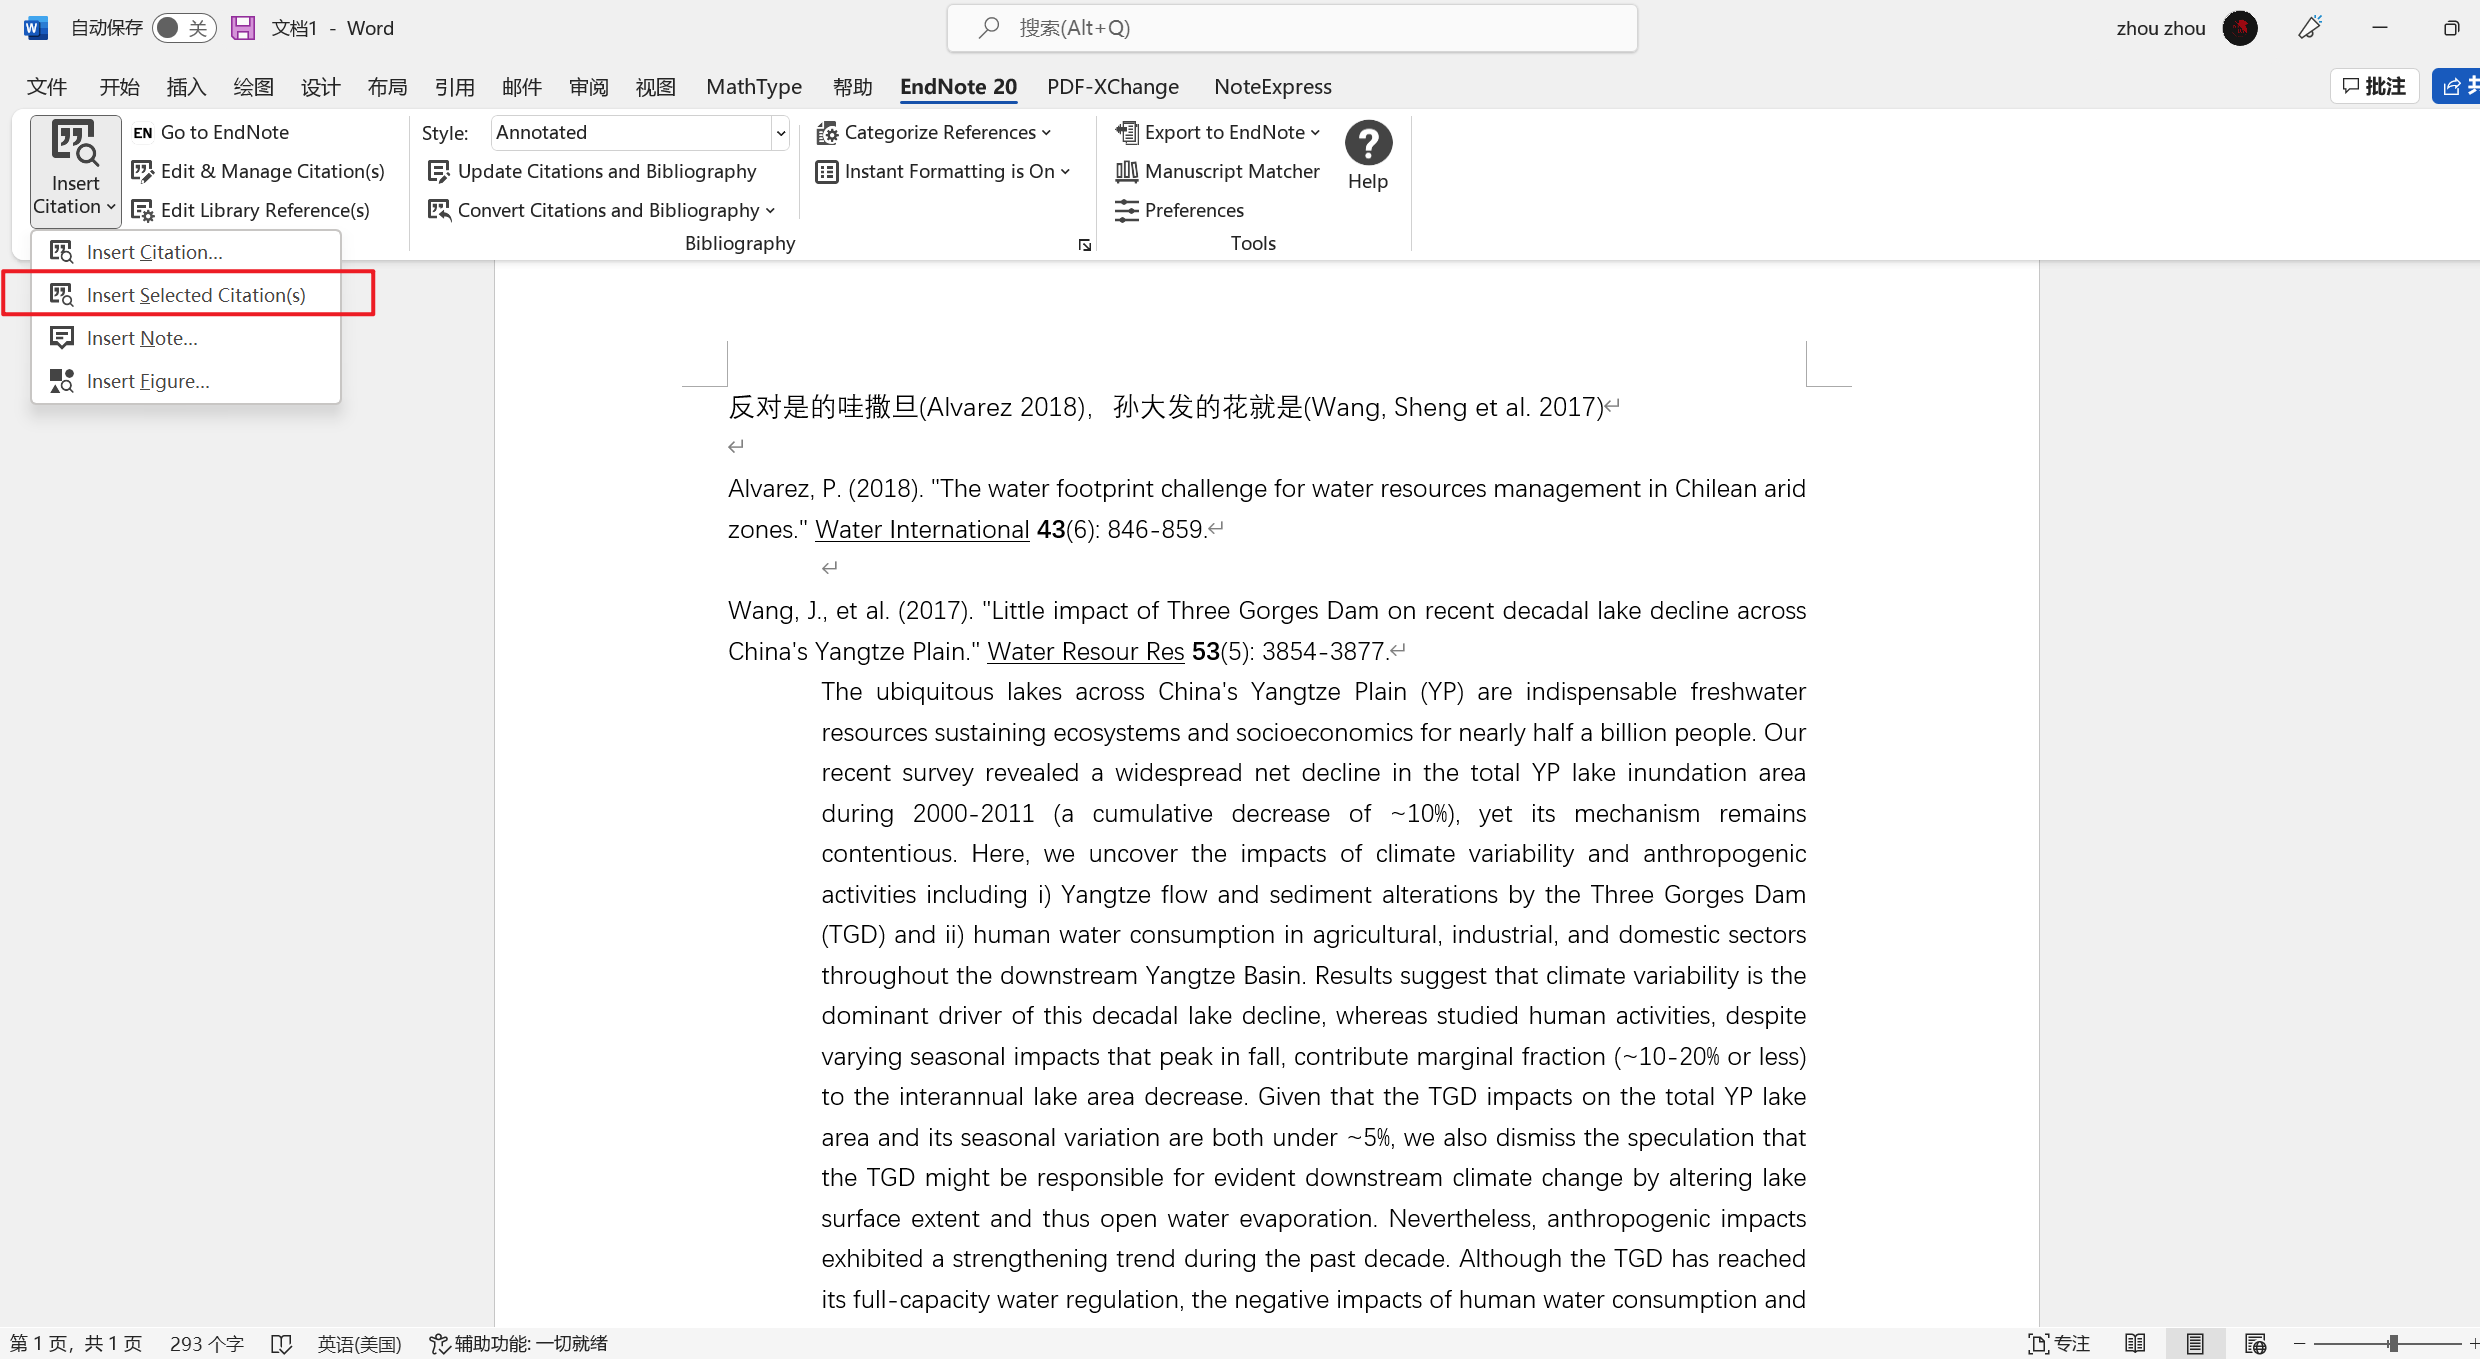 自动保存 关 文档1 - Word 搜索(Alt+Q) zhou zhou
文件 开始 插入 绘图 设计 布局 引用 邮件 审阅 视图 MathType 帮助 EndNote 20 PDF-XChange NoteExpress 批注
Insert Citation
EN Go to EndNote
Edit & Manage Citation(s)
Edit Library Reference(s)
Style: Annotated
Update Citations and Bibliography
Convert Citations and Bibliography
Categorize References
Instant Formatting is On
Bibliography
Export to EndNote
Manuscript Matcher
Preferences
Help
Tools
Insert Citation...
Insert Selected Citation(s)
Insert Note...
Insert Figure...
反对是的哇撒旦(Alvarez 2018)，孙大发的花就是(Wang, Sheng et al. 2017)
Alvarez, P. (2018). "The water footprint challenge for water resources management in Chilean arid
zones." Water International 43(6): 846-859.
Wang, J., et al. (2017). "Little impact of Three Gorges Dam on recent decadal lake decline across
China's Yangtze Plain." Water Resour Res 53(5): 3854-3877.
The ubiquitous lakes across China's Yangtze Plain (YP) are indispensable freshwater
resources sustaining ecosystems and socioeconomics for nearly half a billion people. Our
recent survey revealed a widespread net decline in the total YP lake inundation area
during 2000-2011 (a cumulative decrease of ~10%), yet its mechanism remains
contentious. Here, we uncover the impacts of climate variability and anthropogenic
activities including i) Yangtze flow and sediment alterations by the Three Gorges Dam
(TGD) and ii) human water consumption in agricultural, industrial, and domestic sectors
throughout the downstream Yangtze Basin. Results suggest that climate variability is the
dominant driver of this decadal lake decline, whereas studied human activities, despite
varying seasonal impacts that peak in fall, contribute marginal fraction (~10-20% or less)
to the interannual lake area decrease. Given that the TGD impacts on the total YP lake
area and its seasonal variation are both under ~5%, we also dismiss the speculation that
the TGD might be responsible for evident downstream climate change by altering lake
surface extent and thus open water evaporation. Nevertheless, anthropogenic impacts
exhibited a strengthening trend during the past decade. Although the TGD has reached
its full-capacity water regulation, the negative impacts of human water consumption and
第 1 页，共 1 页 293 个字 英语(美国) 辅助功能: 一切就绪 专注